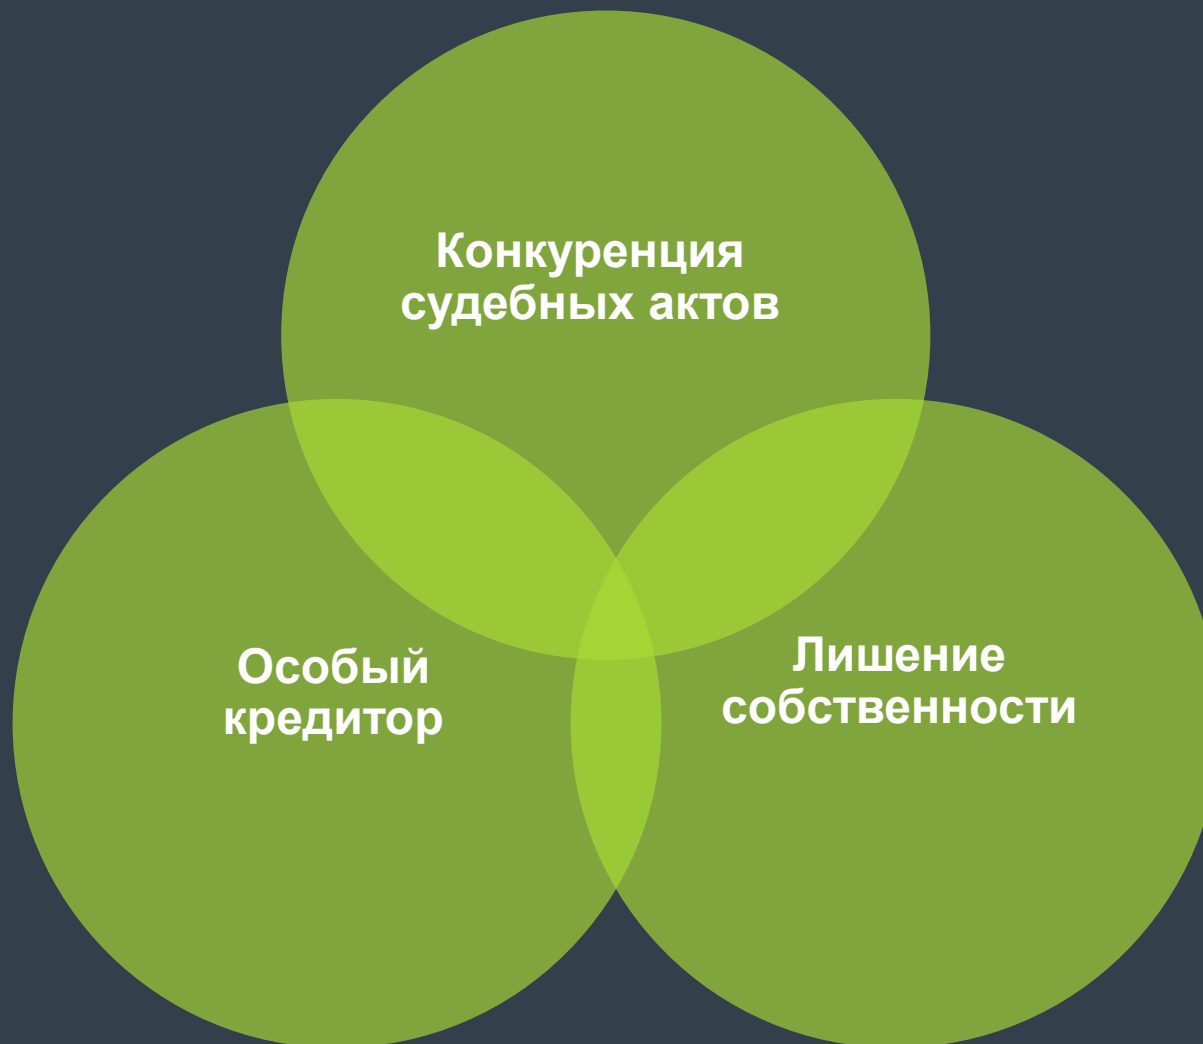 Конкуренция
судебных актов
Особый
кредитор
Лишение
собственности